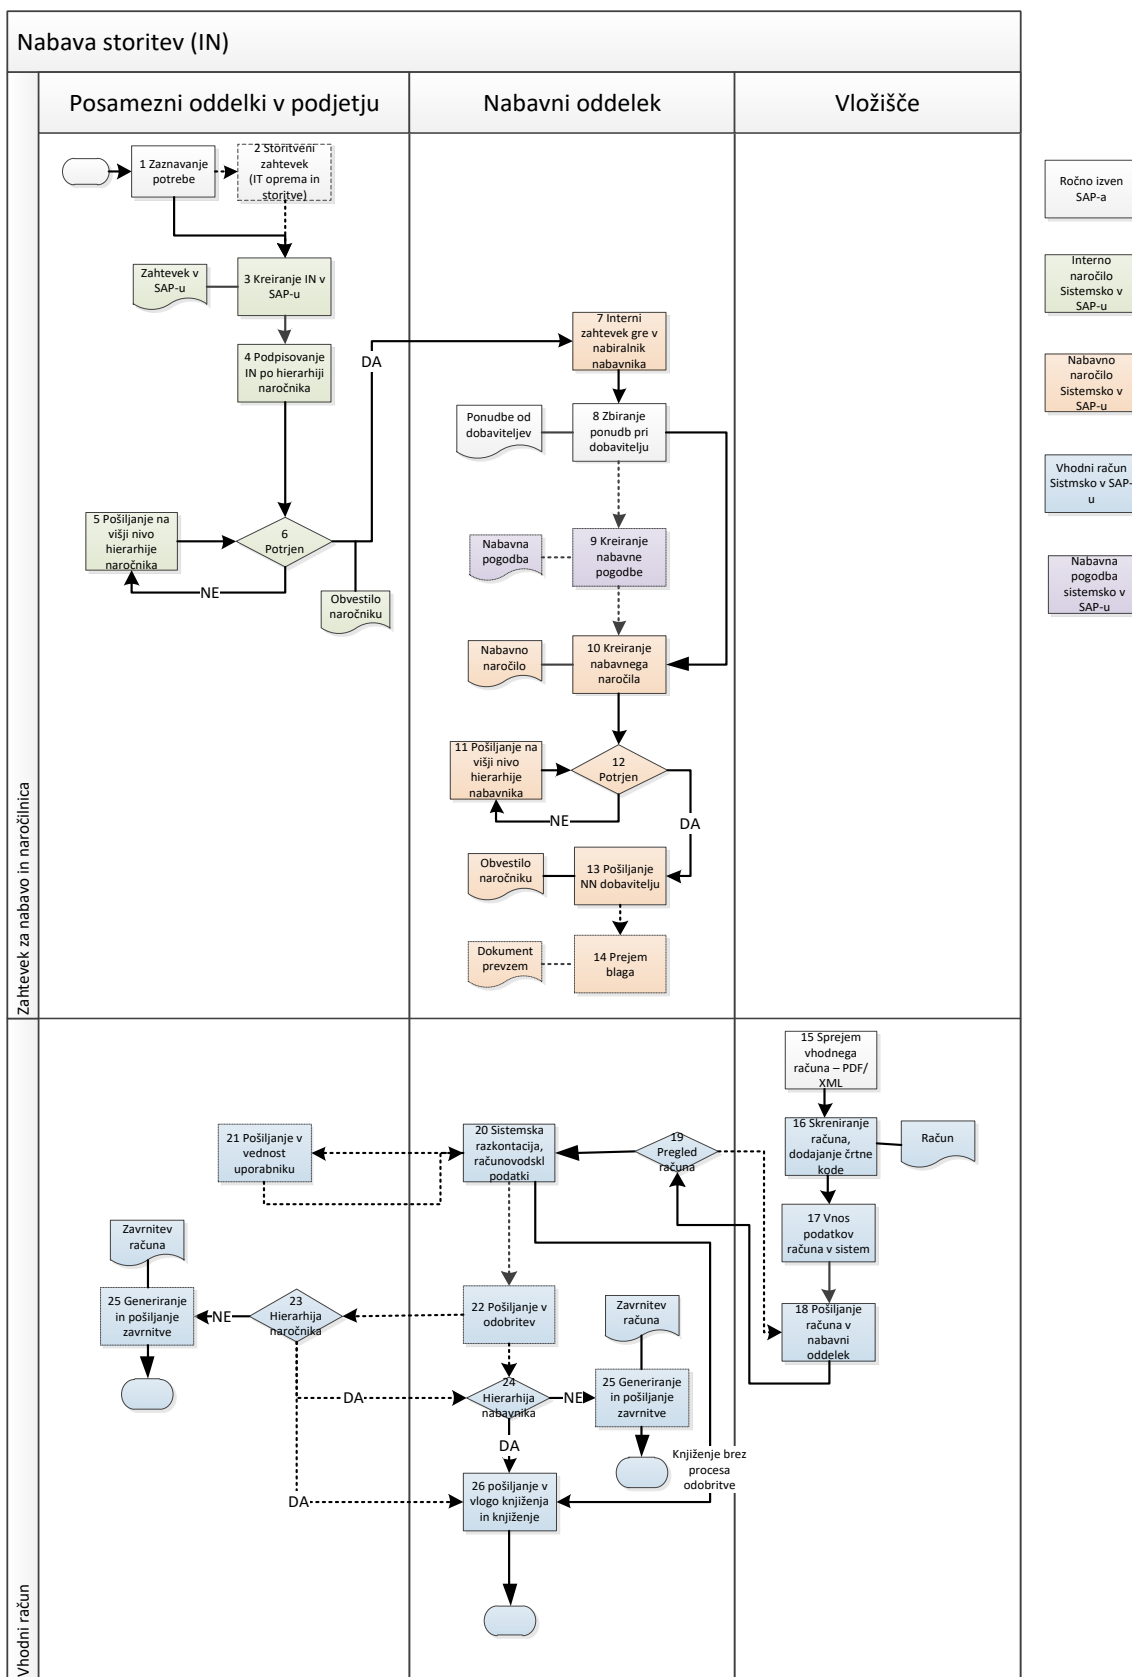 Nabava storitev (IN)
Posamezni oddelki v podjetju
Nabavni oddelek
Vložišče
Zahtevek za nabavo in naročilnica
1 Zaznavanje
potrebe
2 Storitveni
zahtevek
(IT oprema in
storitve)
Zahtevek v
SAP-u
3 Kreiranje IN v
SAP-u
4 Podpisovanje
IN po hierarhiji
naročnika
5 Pošiljanje na
višji nivo
hierarhije
naročnika
6
Potrjen
NE
DA
Obvestilo
naročniku
7 Interni
zahtevek gre v
nabiralnik
nabavnika
Ponudbe od
dobaviteljev
8 Zbiranje
ponudb pri
dobavitelju
Nabavna
pogodba
9 Kreiranje
nabavne
pogodbe
Nabavno
naročilo
10 Kreiranje
nabavnega
naročila
11 Pošiljanje na
višji nivo
hierarhije
nabavnika
12
Potrjen
NE
DA
Obvestilo
naročniku
13 Pošiljanje
NN dobavitelju
Dokument
prevzem
14 Prejem
blaga
Ročno izven
SAP-a
Interno
naročilo
Sistemsko v
SAP-u
Nabavno
naročilo
Sistemsko v
SAP-u
Vhodni račun
Sistmsko v SAP-
u
Nabavna
pogodba
sistemsko v
SAP-u
Vhodni račun
15 Sprejem
vhodnega
računa – PDF/
XML
16 Skreniranje
računa,
dodajanje črtne
kode
Račun
17 Vnos
podatkov
računa v sistem
18 Pošiljanje
računa v
nabavni
oddelek
19
Pregled
računa
20 Sistemska
razkontacija,
računovodskI
podatki
21 Pošiljanje v
vednost
uporabniku
22 Pošiljanje v
odobritev
23
Hierarhija
naročnika
NE
DA
DA
Zavrnitev
računa
25 Generiranje
in pošiljanje
zavrnitve
24
Hierarhija
nabavnika
NE
DA
Zavrnitev
računa
25 Generiranje
in pošiljanje
zavrnitve
Knjiženje brez
procesa
odobritve
26 pošiljanje v
vlogo knjiženja
in knjiženje